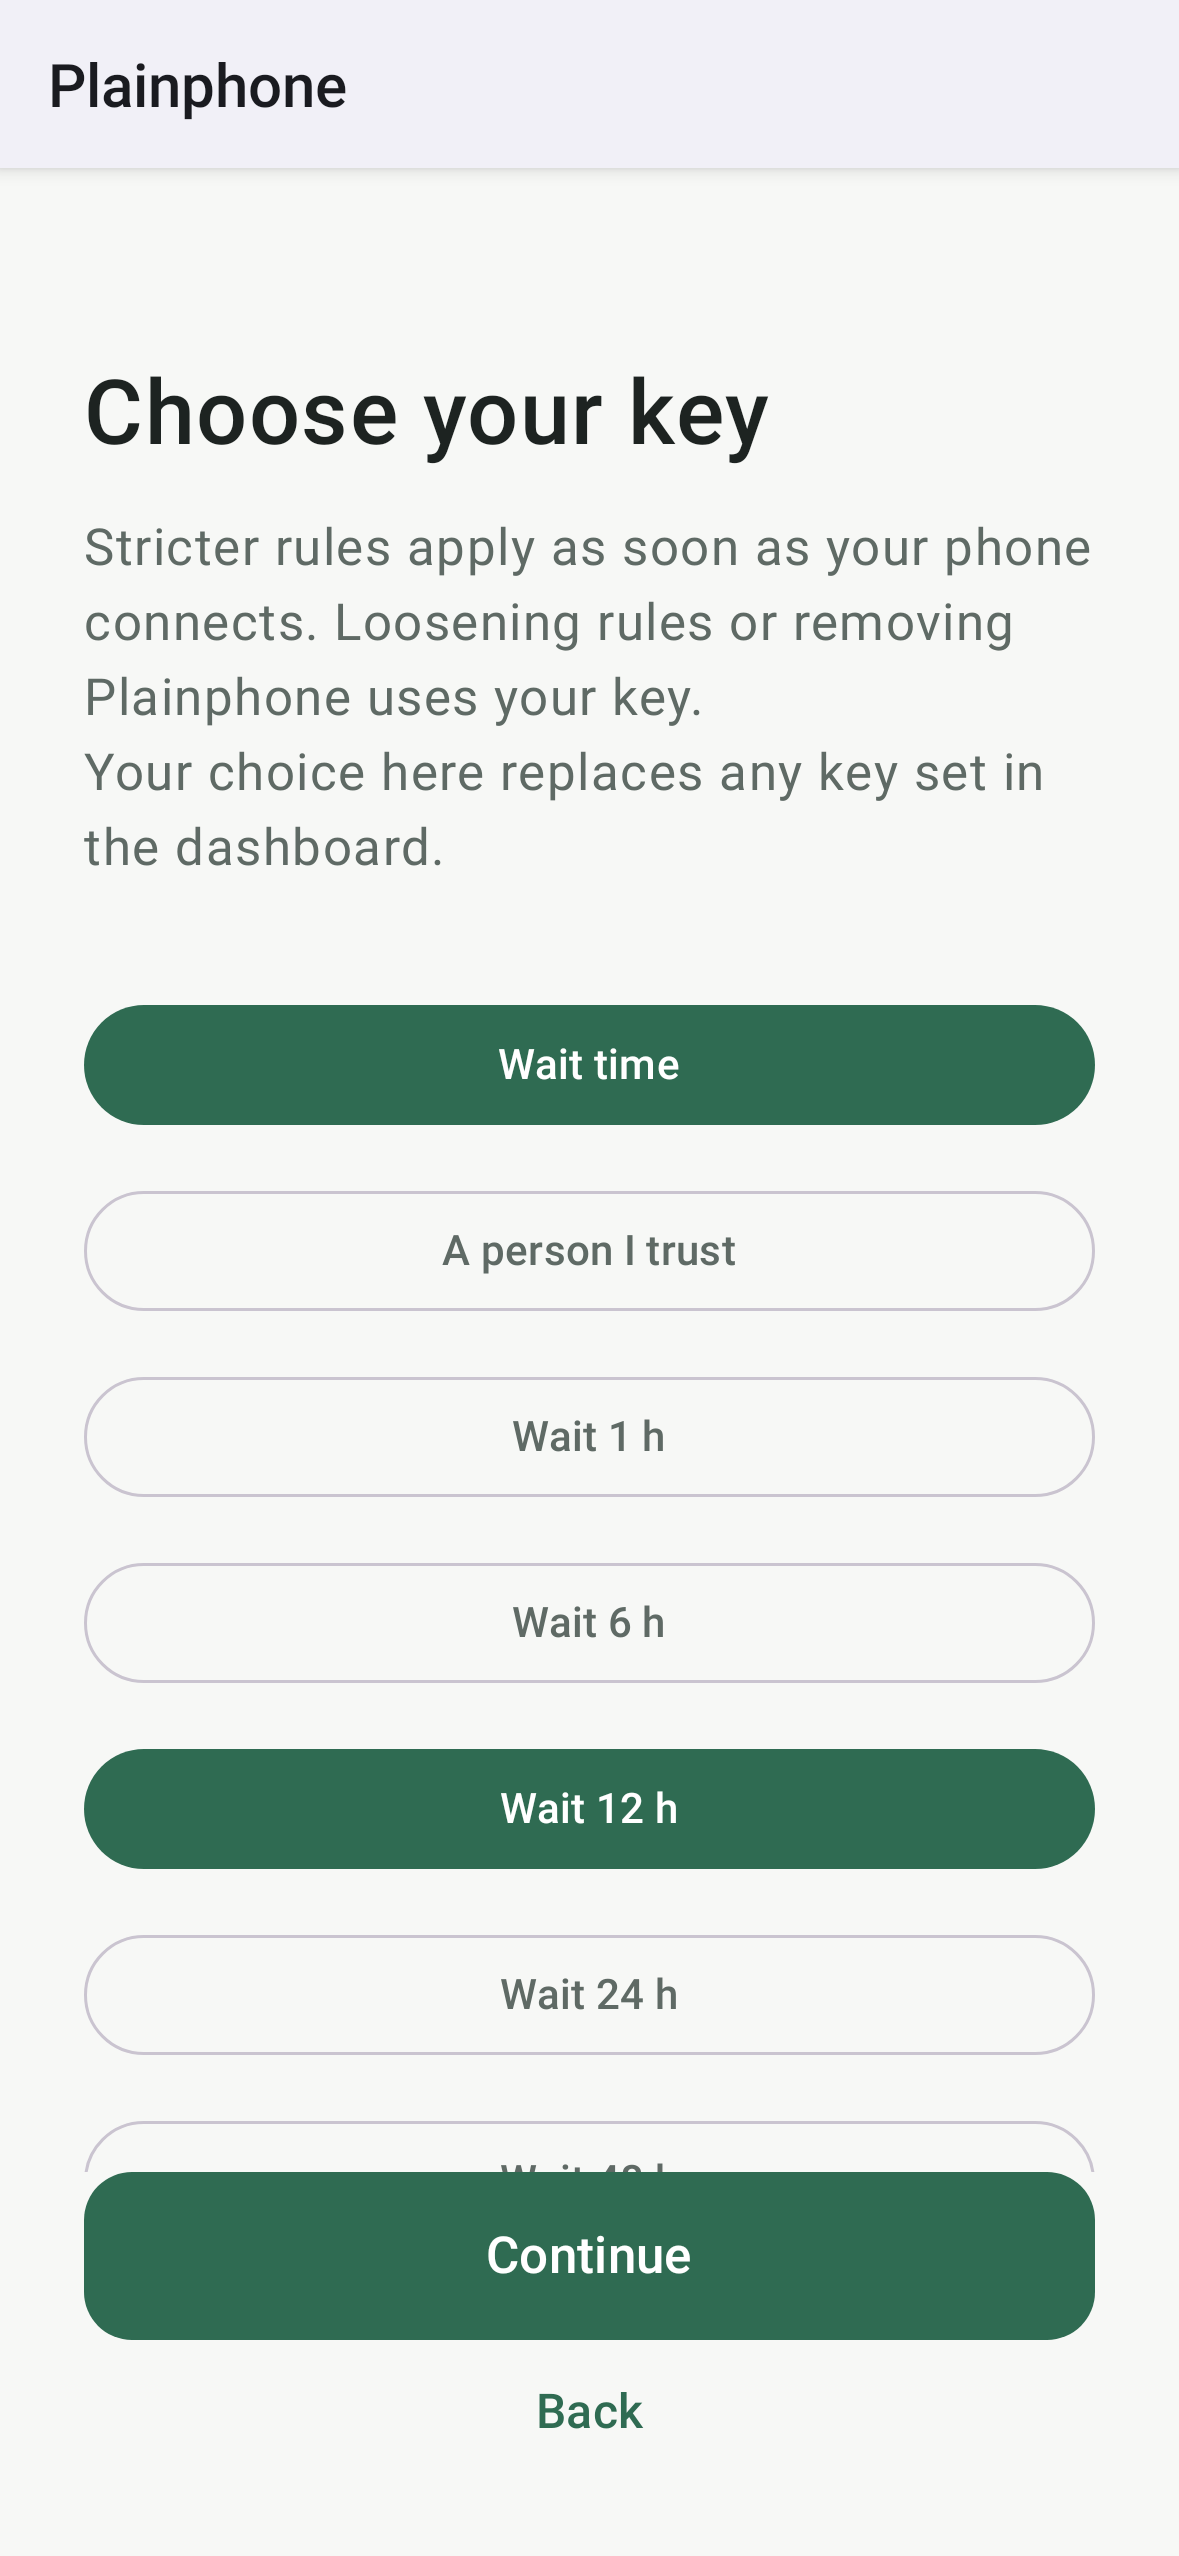 Plainphone
Choose your key
Stricter rules apply as soon as your phone
connects. Loosening rules or removing
Plainphone uses your key.
Your choice here replaces any key set in
the dashboard.
Wait time
A person I trust
Wait 1 h
Wait 6 h
Wait 12 h
Wait 24 h
Wait 48 h
Continue
Back